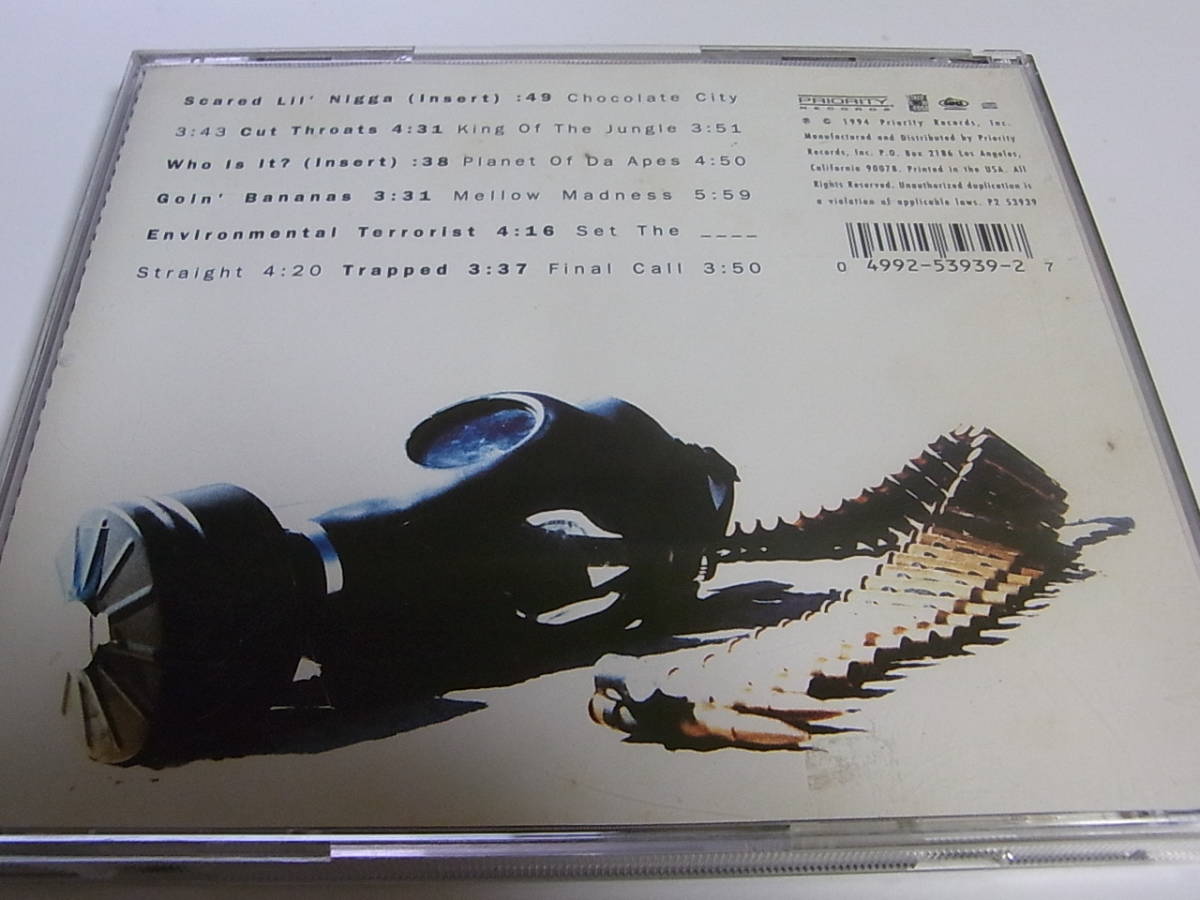 Scared Lil' Nigga (Insert) :49 Chocolate City
3:43 Cut Throats 4:31 King Of The Jungle 3:51
Who Is It? (Insert) :38 Planet Of Da Apes 4:50
Goin' Bananas 3:31 Mellow Madness 5:59
Environmental Terrorist 4:16 Set The ____
Straight 4:20 Trapped 3:37 Final Call 3:50
PRIORITY
RECORDS
℗ © 1994 Priority Records, Inc.
Manufactured and Distributed by Priority
Records, Inc. P.O. Box 2186 Los Angeles,
California 90078. Printed in the USA. All
Rights Reserved. Unauthorized duplication is
a violation of applicable laws. P2 53939
0 4992-53939-2 7